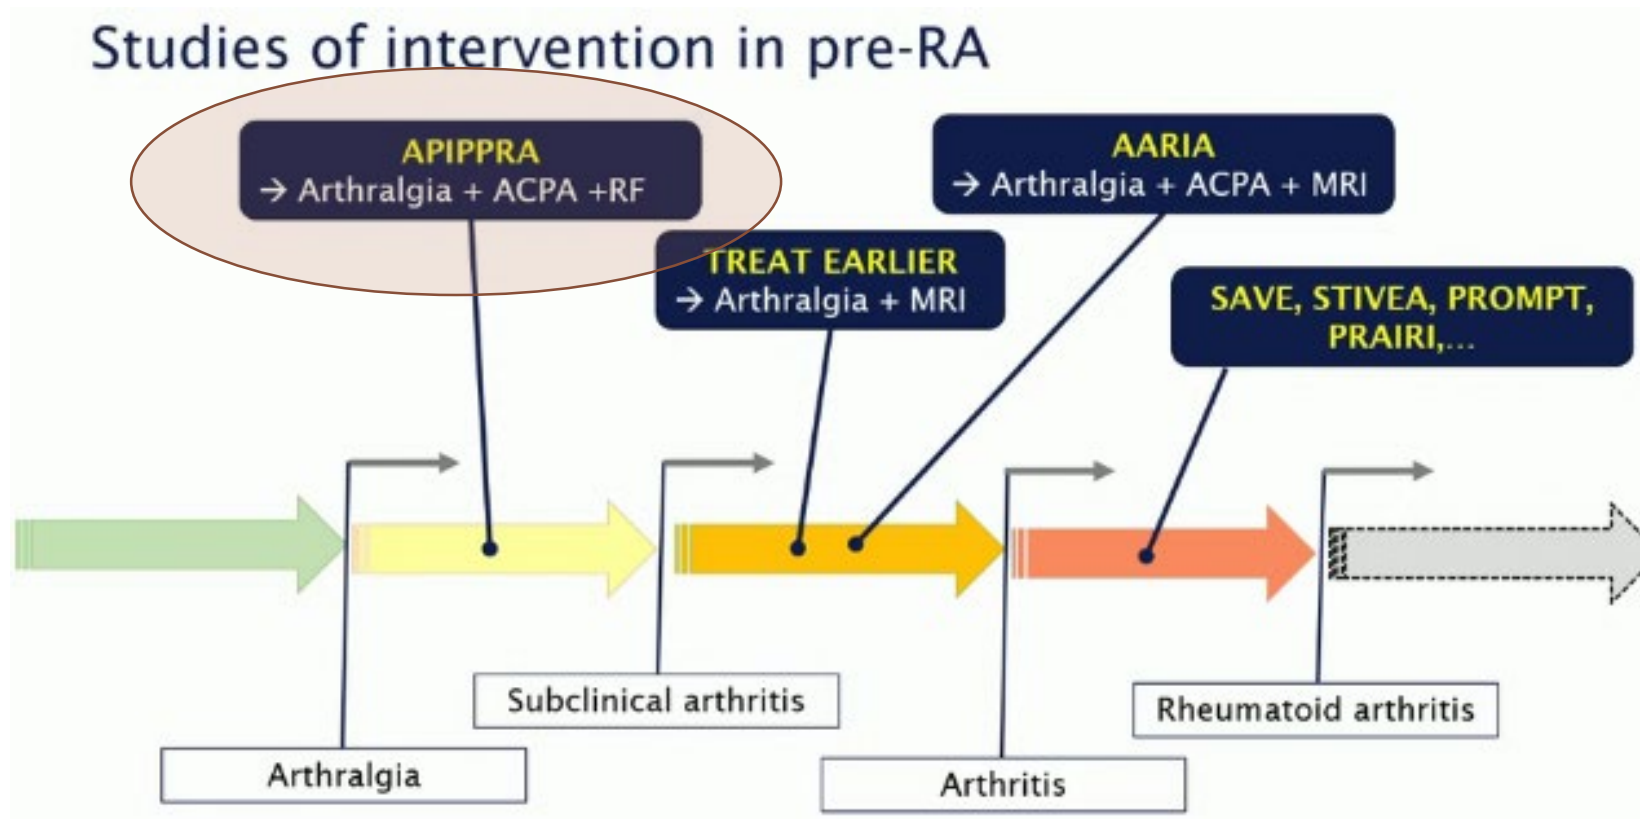 Studies of intervention in pre-RA
APIPPRA
→ Arthralgia + ACPA +RF
AARIA
→ Arthralgia + ACPA + MRI
TREAT EARLIER
→ Arthralgia + MRI
SAVE, STIVEA, PROMPT,
PRAIRI,...
Subclinical arthritis
Rheumatoid arthritis
Arthralgia
Arthritis